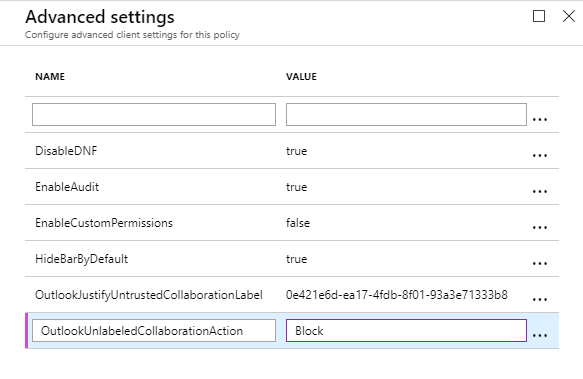 Advanced settings
Configure advanced client settings for this policy
NAME VALUE
...
DisableDNF true ...
EnableAudit true ...
EnableCustomPermissions false ...
HideBarByDefault true ...
OutlookJustifyUntrustedCollaborationLabel 0e421e6d-ea17-4fdb-8f01-93a3e71333b8 ...
OutlookUnlabeledCollaborationAction Block ...